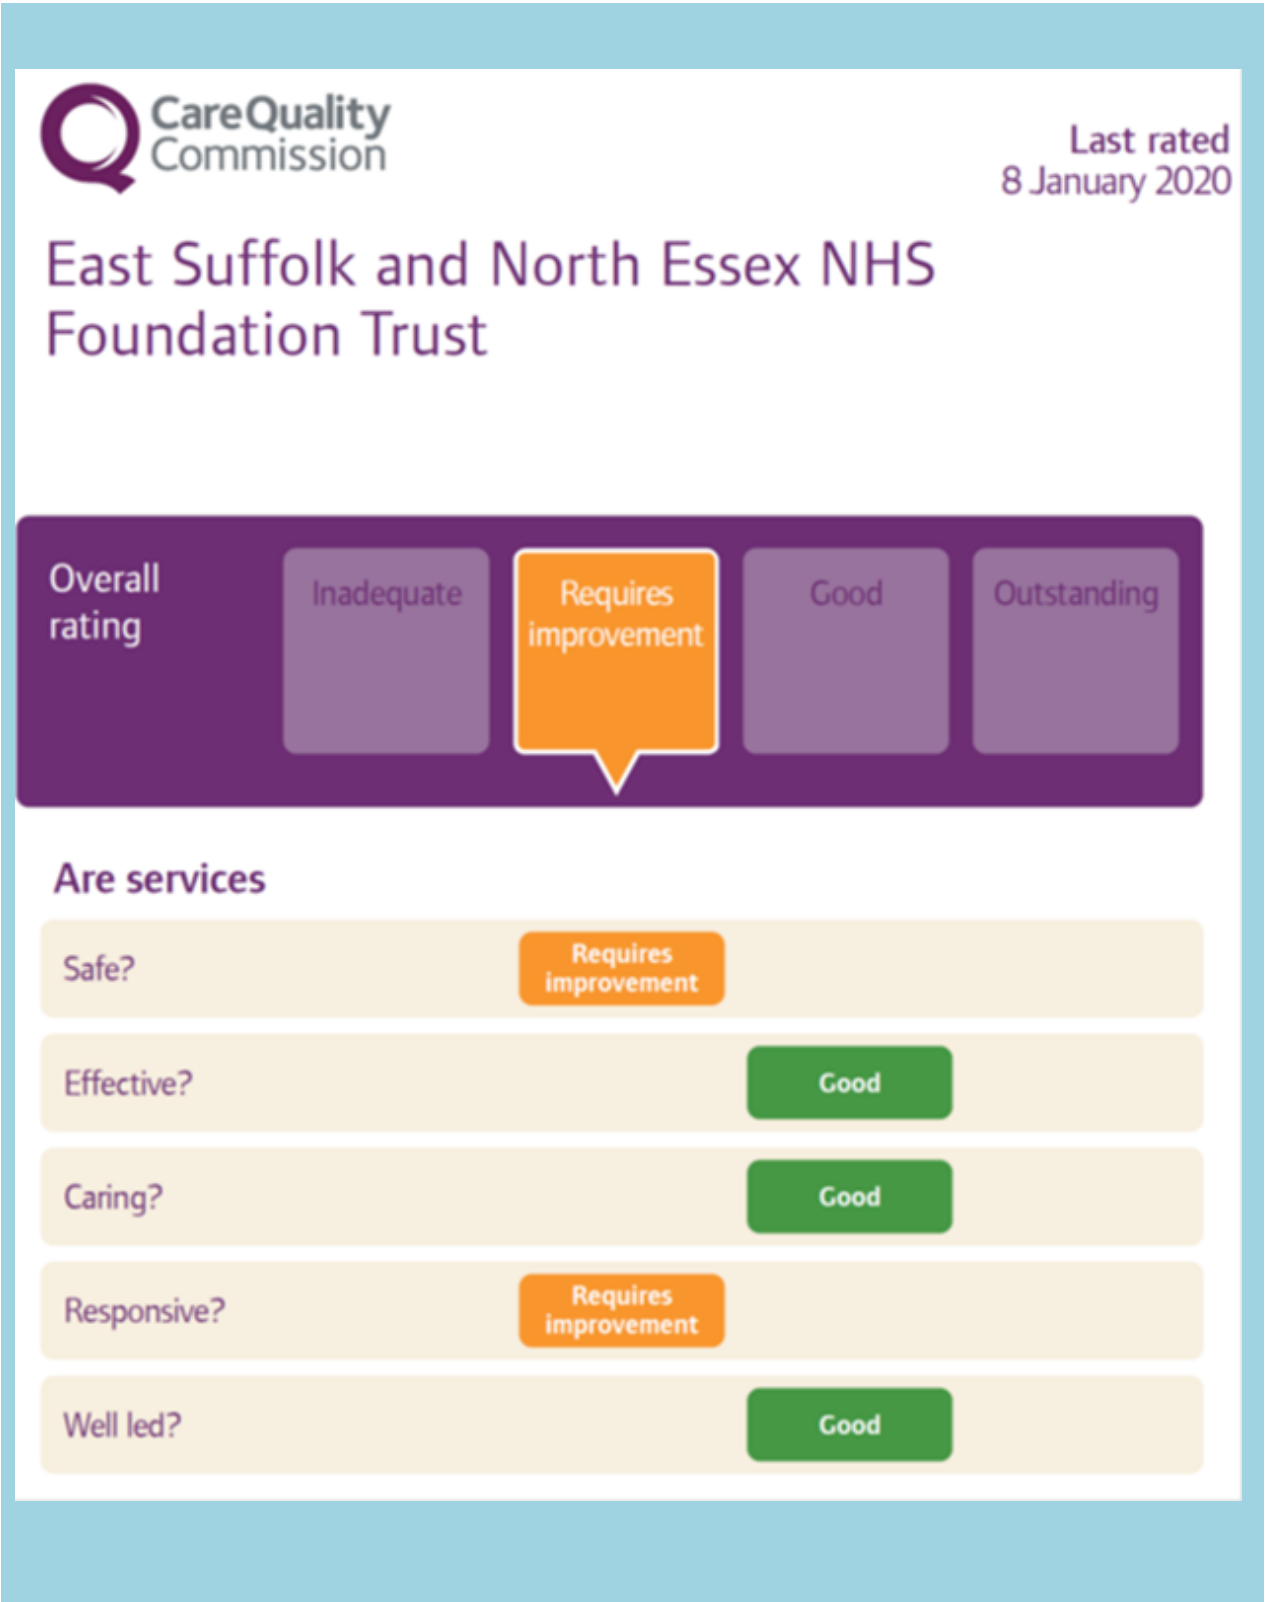 CareQuality
Commission
Last rated
8 January 2020
East Suffolk and North Essex NHS
Foundation Trust
Overall
rating
Inadequate
Requires
improvement
Good
Outstanding
Are services
Safe?
Requires
improvement
Effective?
Good
Caring?
Good
Responsive?
Requires
improvement
Well led?
Good